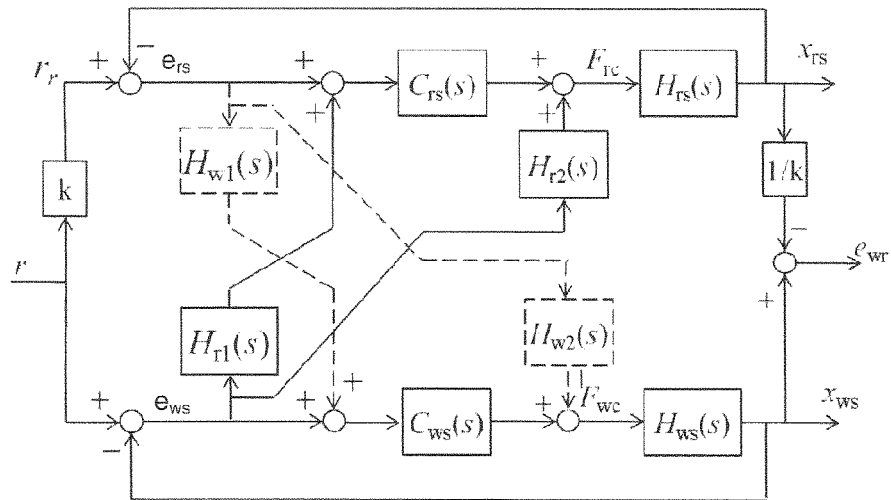 − x_rs
r_r + e_rs + + F_rc
+ C_rs(s) + H_rs(s)
H_w1(s) H_r2(s)
k 1/k
r − e_wr
H_r1(s) H_w2(s) +
+ e_ws + + + F_wc x_ws
− C_ws(s) H_ws(s)